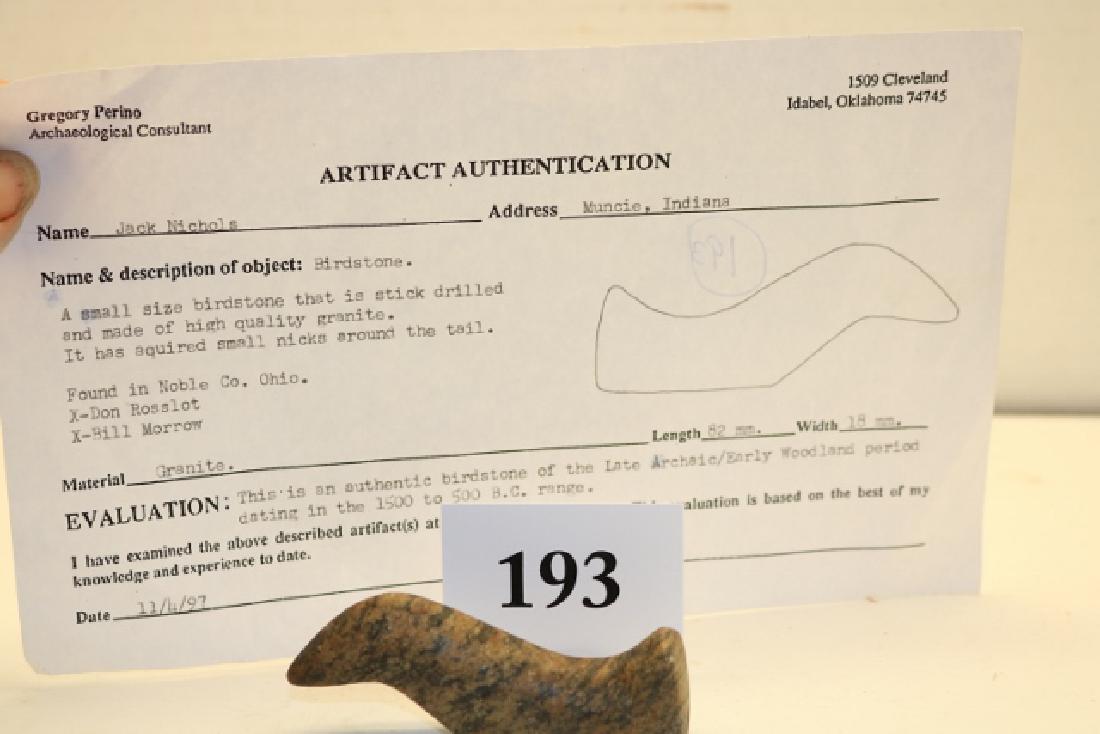 Gregory Perino
Archaeological Consultant
1509 Cleveland
Idabel, Oklahoma 74745
ARTIFACT AUTHENTICATION
Name Jack Nichols Address Muncie, Indiana
193
Name & description of object: Birdstone.
A small size birdstone that is stick drilled
and made of high quality granite.
It has aquired small nicks around the tail.
Found in Noble Co. Ohio.
X-Don Rosslot
X-Bill Morrow
Length 82 mm. Width 18 mm.
Material Granite.
EVALUATION: This is an authentic birdstone of the Late Archaic/Early Woodland period
dating in the 1500 to 500 B.C. range.
I have examined the above described artifact(s) at evaluation is based on the best of my
knowledge and experience to date.
Date 11/4/97
193